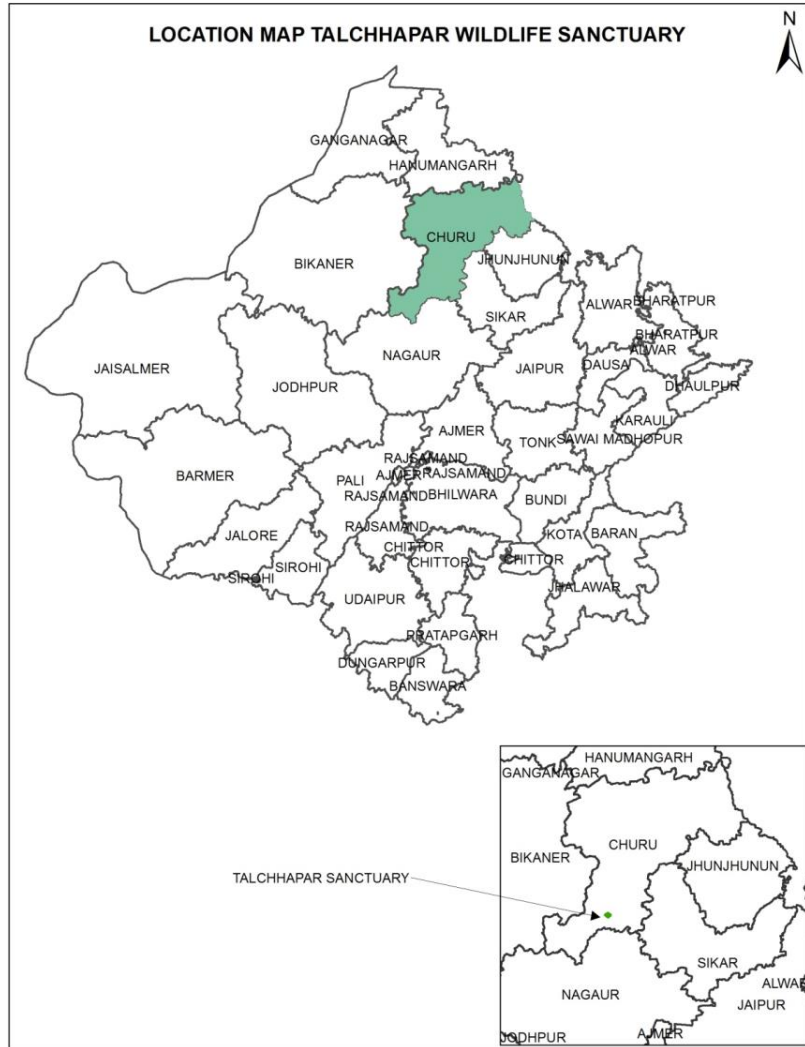 LOCATION MAP TALCHHAPAR WILDLIFE SANCTUARY
N
GANGANAGAR
HANUMANGARH
CHURU
BIKANER
JHUNJHUNUN
ALWAR
BHARATPUR
SIKAR
BHARATPUR
ALWAR
NAGAUR
JAISALMER
JAIPUR
DAUSA
JODHPUR
DHAULPUR
KARAULI
AJMER
TONK
SAWAI MADHOPUR
RAJSAMAND
BARMER
PALI
AJMER
RAJSAMAND
RAJSAMAND
BHILWARA
BUNDI
RAJSAMAND
JALORE
KOTA
BARAN
CHITTOR
CHITTOR
CHITTOR
SIROHI
SIROHI
JHALAWAR
UDAIPUR
PRATAPGARH
DUNGARPUR
BANSWARA
HANUMANGARH
GANGANAGAR
CHURU
BIKANER
JHUNJHUNUN
TALCHHAPAR SANCTUARY
SIKAR
ALWAR
NAGAUR
JAIPUR
JODHPUR
AJMER